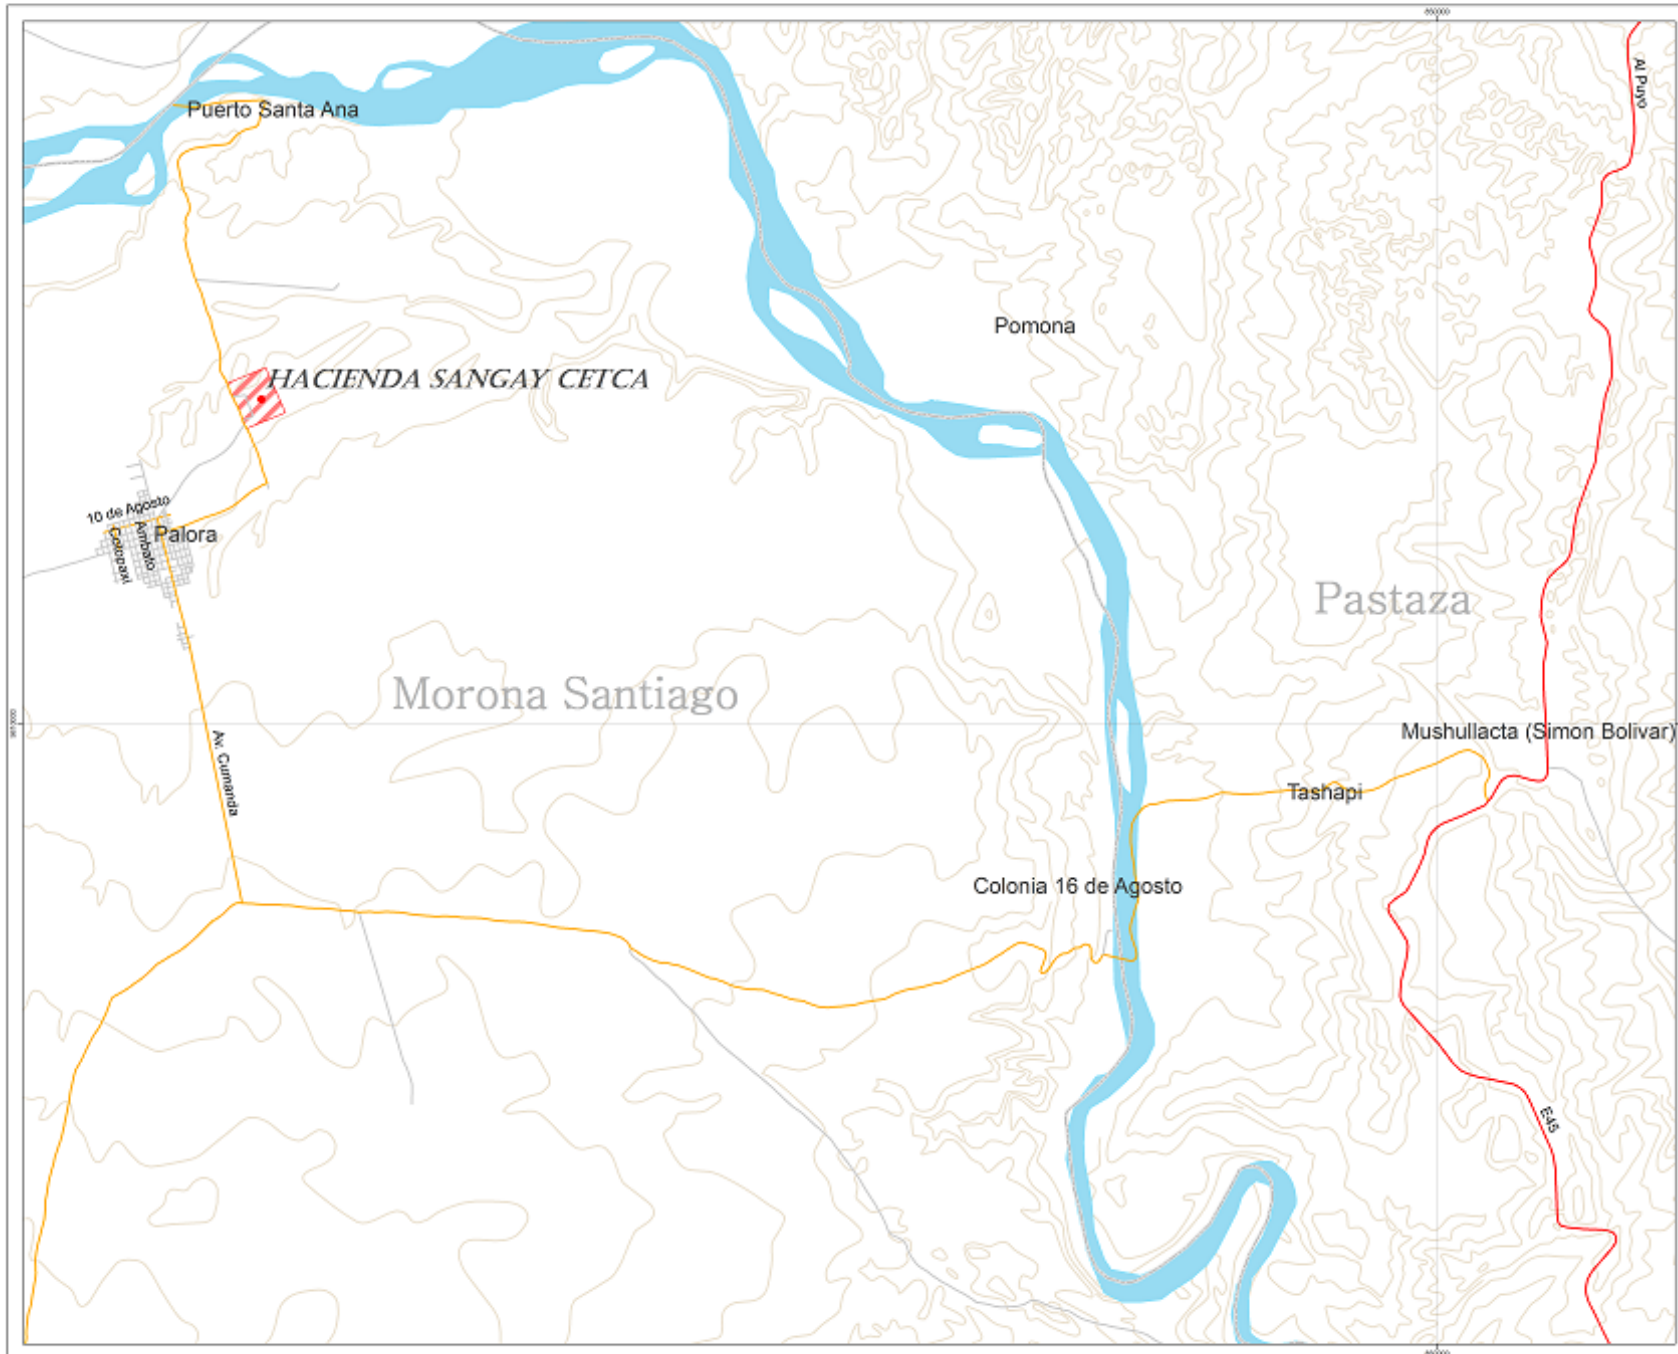 850000
Al Puyo
Puerto Santa Ana
Pomona
HACIENDA SANGAY CETCA
10 de Agosto
Cotopaxi
Ambato
Palora
Pastaza
Morona Santiago
Mushullacta (Simon Bolivar)
Av. Cumanda
Tashapi
Colonia 16 de Agosto
E45